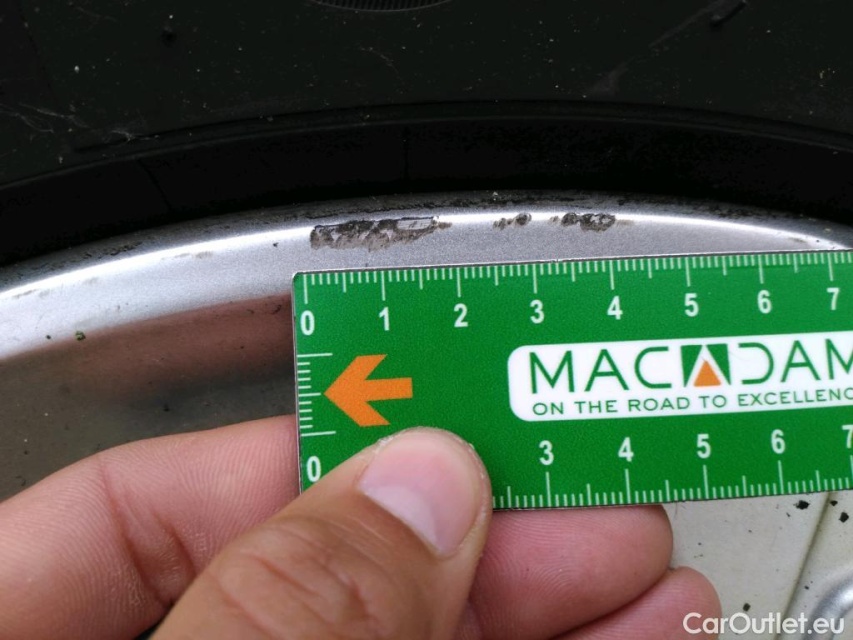 0 1 2 3 4 5 6 7
MACADAM
ON THE ROAD TO EXCELLENC
0 3 4 5 6 7
CarOutlet.eu